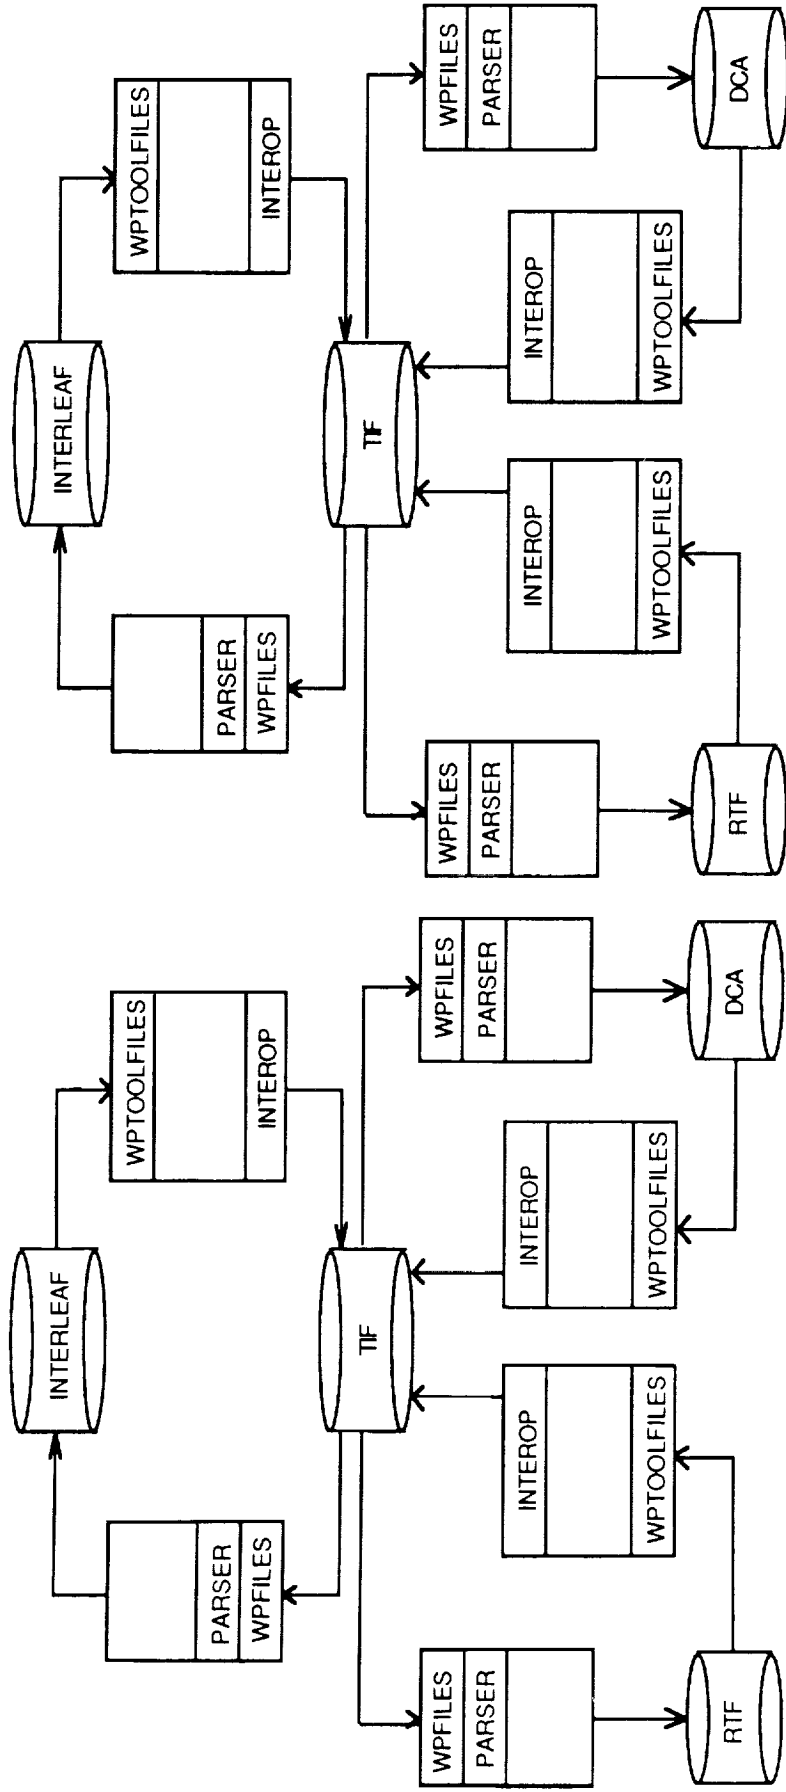 INTERLEAF
WPTOOLFILES
INTEROP
PARSER
WPFILES
TIF
WPFILES
PARSER
INTEROP
WPTOOLFILES
INTEROP
WPTOOLFILES
WPFILES
PARSER
RTF
DCA
INTERLEAF
WPTOOLFILES
INTEROP
PARSER
WPFILES
TIF
WPFILES
PARSER
INTEROP
WPTOOLFILES
INTEROP
WPTOOLFILES
WPFILES
PARSER
RTF
DCA